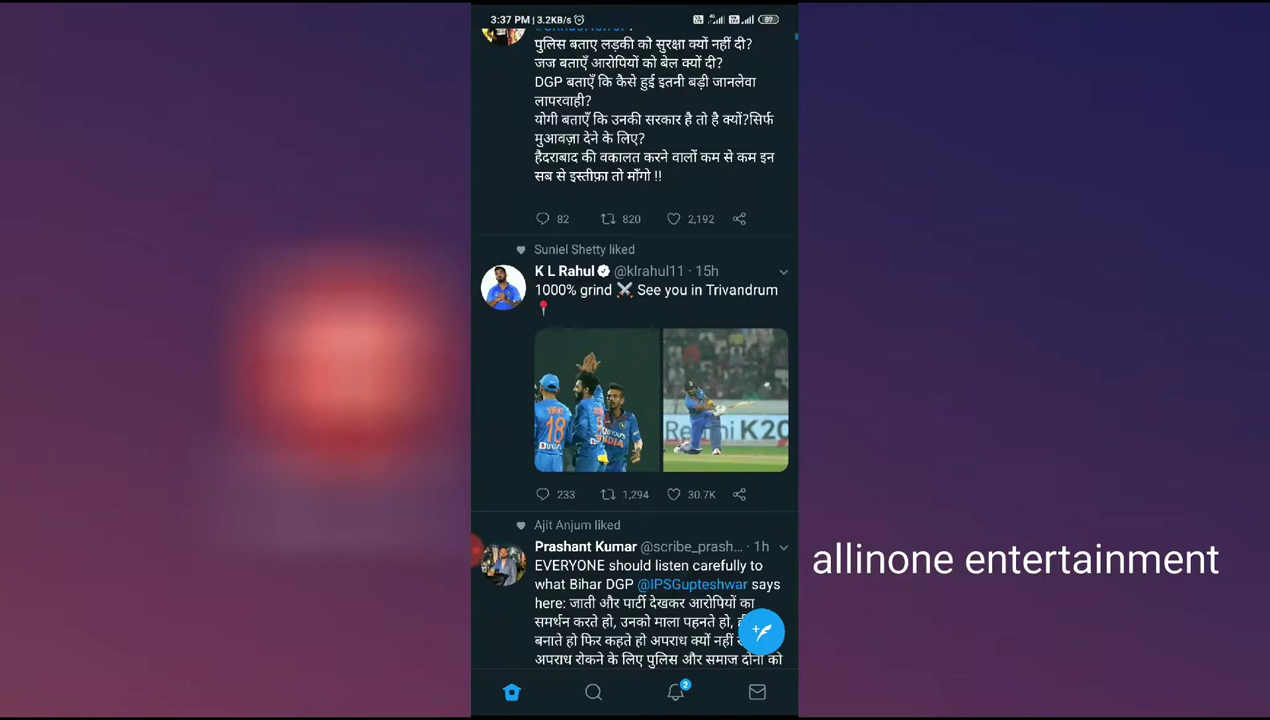 3:37 PM | 3.2KB/s
89
पुलिस बताए लड़की को सुरक्षा क्यों नहीं दी?
जज बताएँ आरोपियों को बेल क्यों दी?
DGP बताएँ कि कैसे हुई इतनी बड़ी जानलेवा
लापरवाही?
योगी बताएँ कि उनकी सरकार है तो है क्यों?सिर्फ
मुआवज़ा देने के लिए?
हैदराबाद की वकालत करने वालों कम से कम इन
सब से इस्तीफ़ा तो माँगो !!
82 820 2,192
Suniel Shetty liked
K L Rahul @klrahul11 · 15h
1000% grind ⚔️ See you in Trivandrum
📍
18
INDIA
Redmi K20
233 1,294 30.7K
Ajit Anjum liked
Prashant Kumar @scribe_prash... · 1h
EVERYONE should listen carefully to
what Bihar DGP @IPSGupteshwar says
here: जाती और पार्टी देखकर आरोपियों का
समर्थन करते हो, उनको माला पहनते हो,
बनाते हो फिर कहते हो अपराध क्यों नहीं
अपराध रोकने के लिए पुलिस और समाज दोनों को
2
allinone entertainment